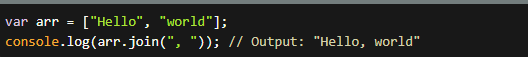 var arr = ["Hello", "world"];
console.log(arr.join(", ")); // Output: "Hello, world"